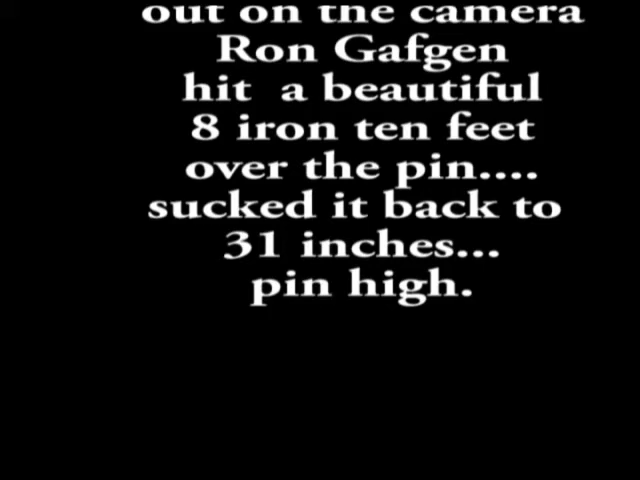 out on the camera
Ron Gafgen
hit  a beautiful
8 iron ten feet
over the pin....
sucked it back to
31 inches...
pin high.